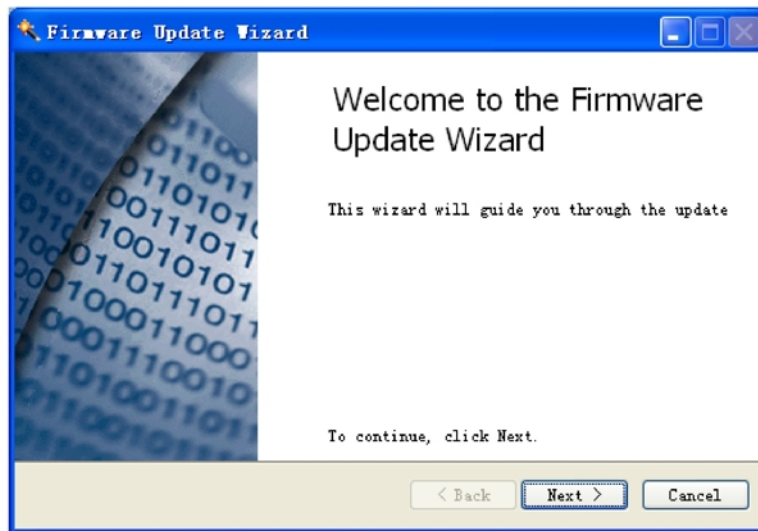 Firmware Update Wizard
Welcome to the Firmware
Update Wizard
This wizard will guide you through the update
To continue, click Next.
< Back
Next >
Cancel